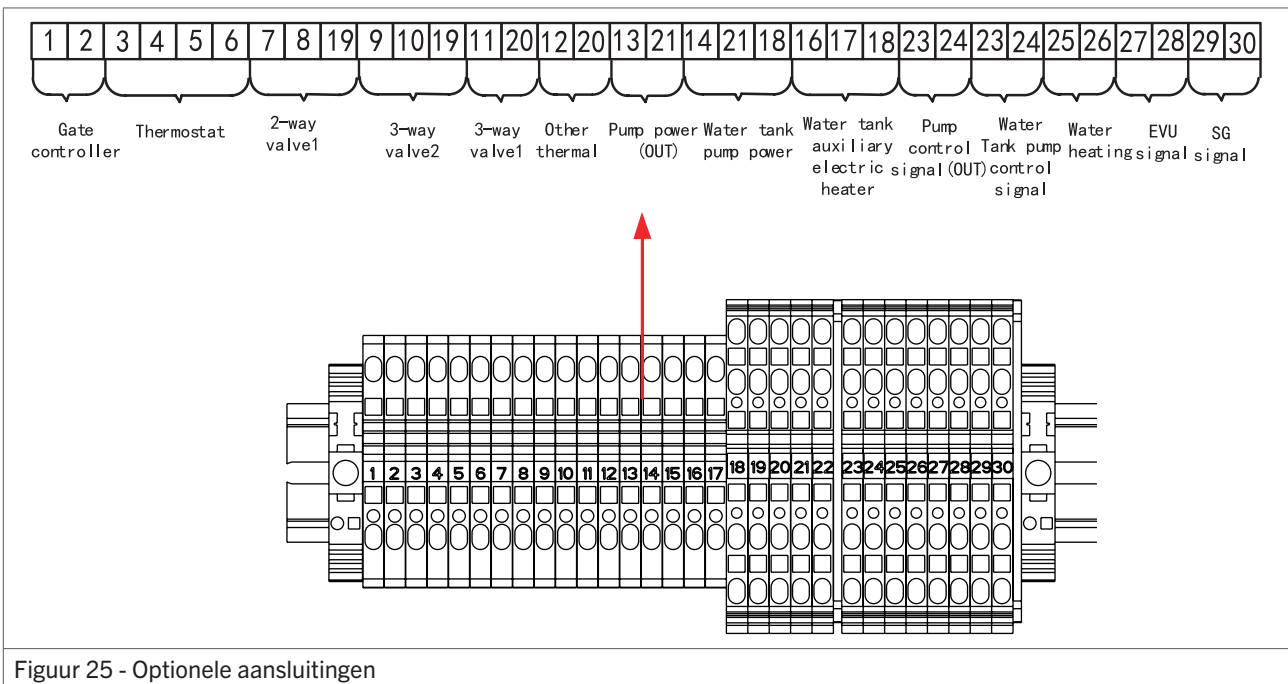 1 2 3 4 5 6 7 8 19 9 10 19 11 20 12 20 13 21 14 21 18 16 17 18 23 24 23 24 25 26 27 28 29 30
Gate
controller
Thermostat
2-way
valve1
3-way
valve2
3-way
valve1
Other
thermal
Pump power
(OUT)
Water tank
pump power
Water tank
auxiliary
electric
heater
Pump
control
signal (OUT)
Water
Tank pump
control
signal
Water
heating
EVU
signal
SG
signal
1 2 3 4 5 6 7 8 9 10 11 12 13 14 15 16 17 18 19 20 21 22 23 24 25 26 27 28 29 30
Figuur 25 - Optionele aansluitingen